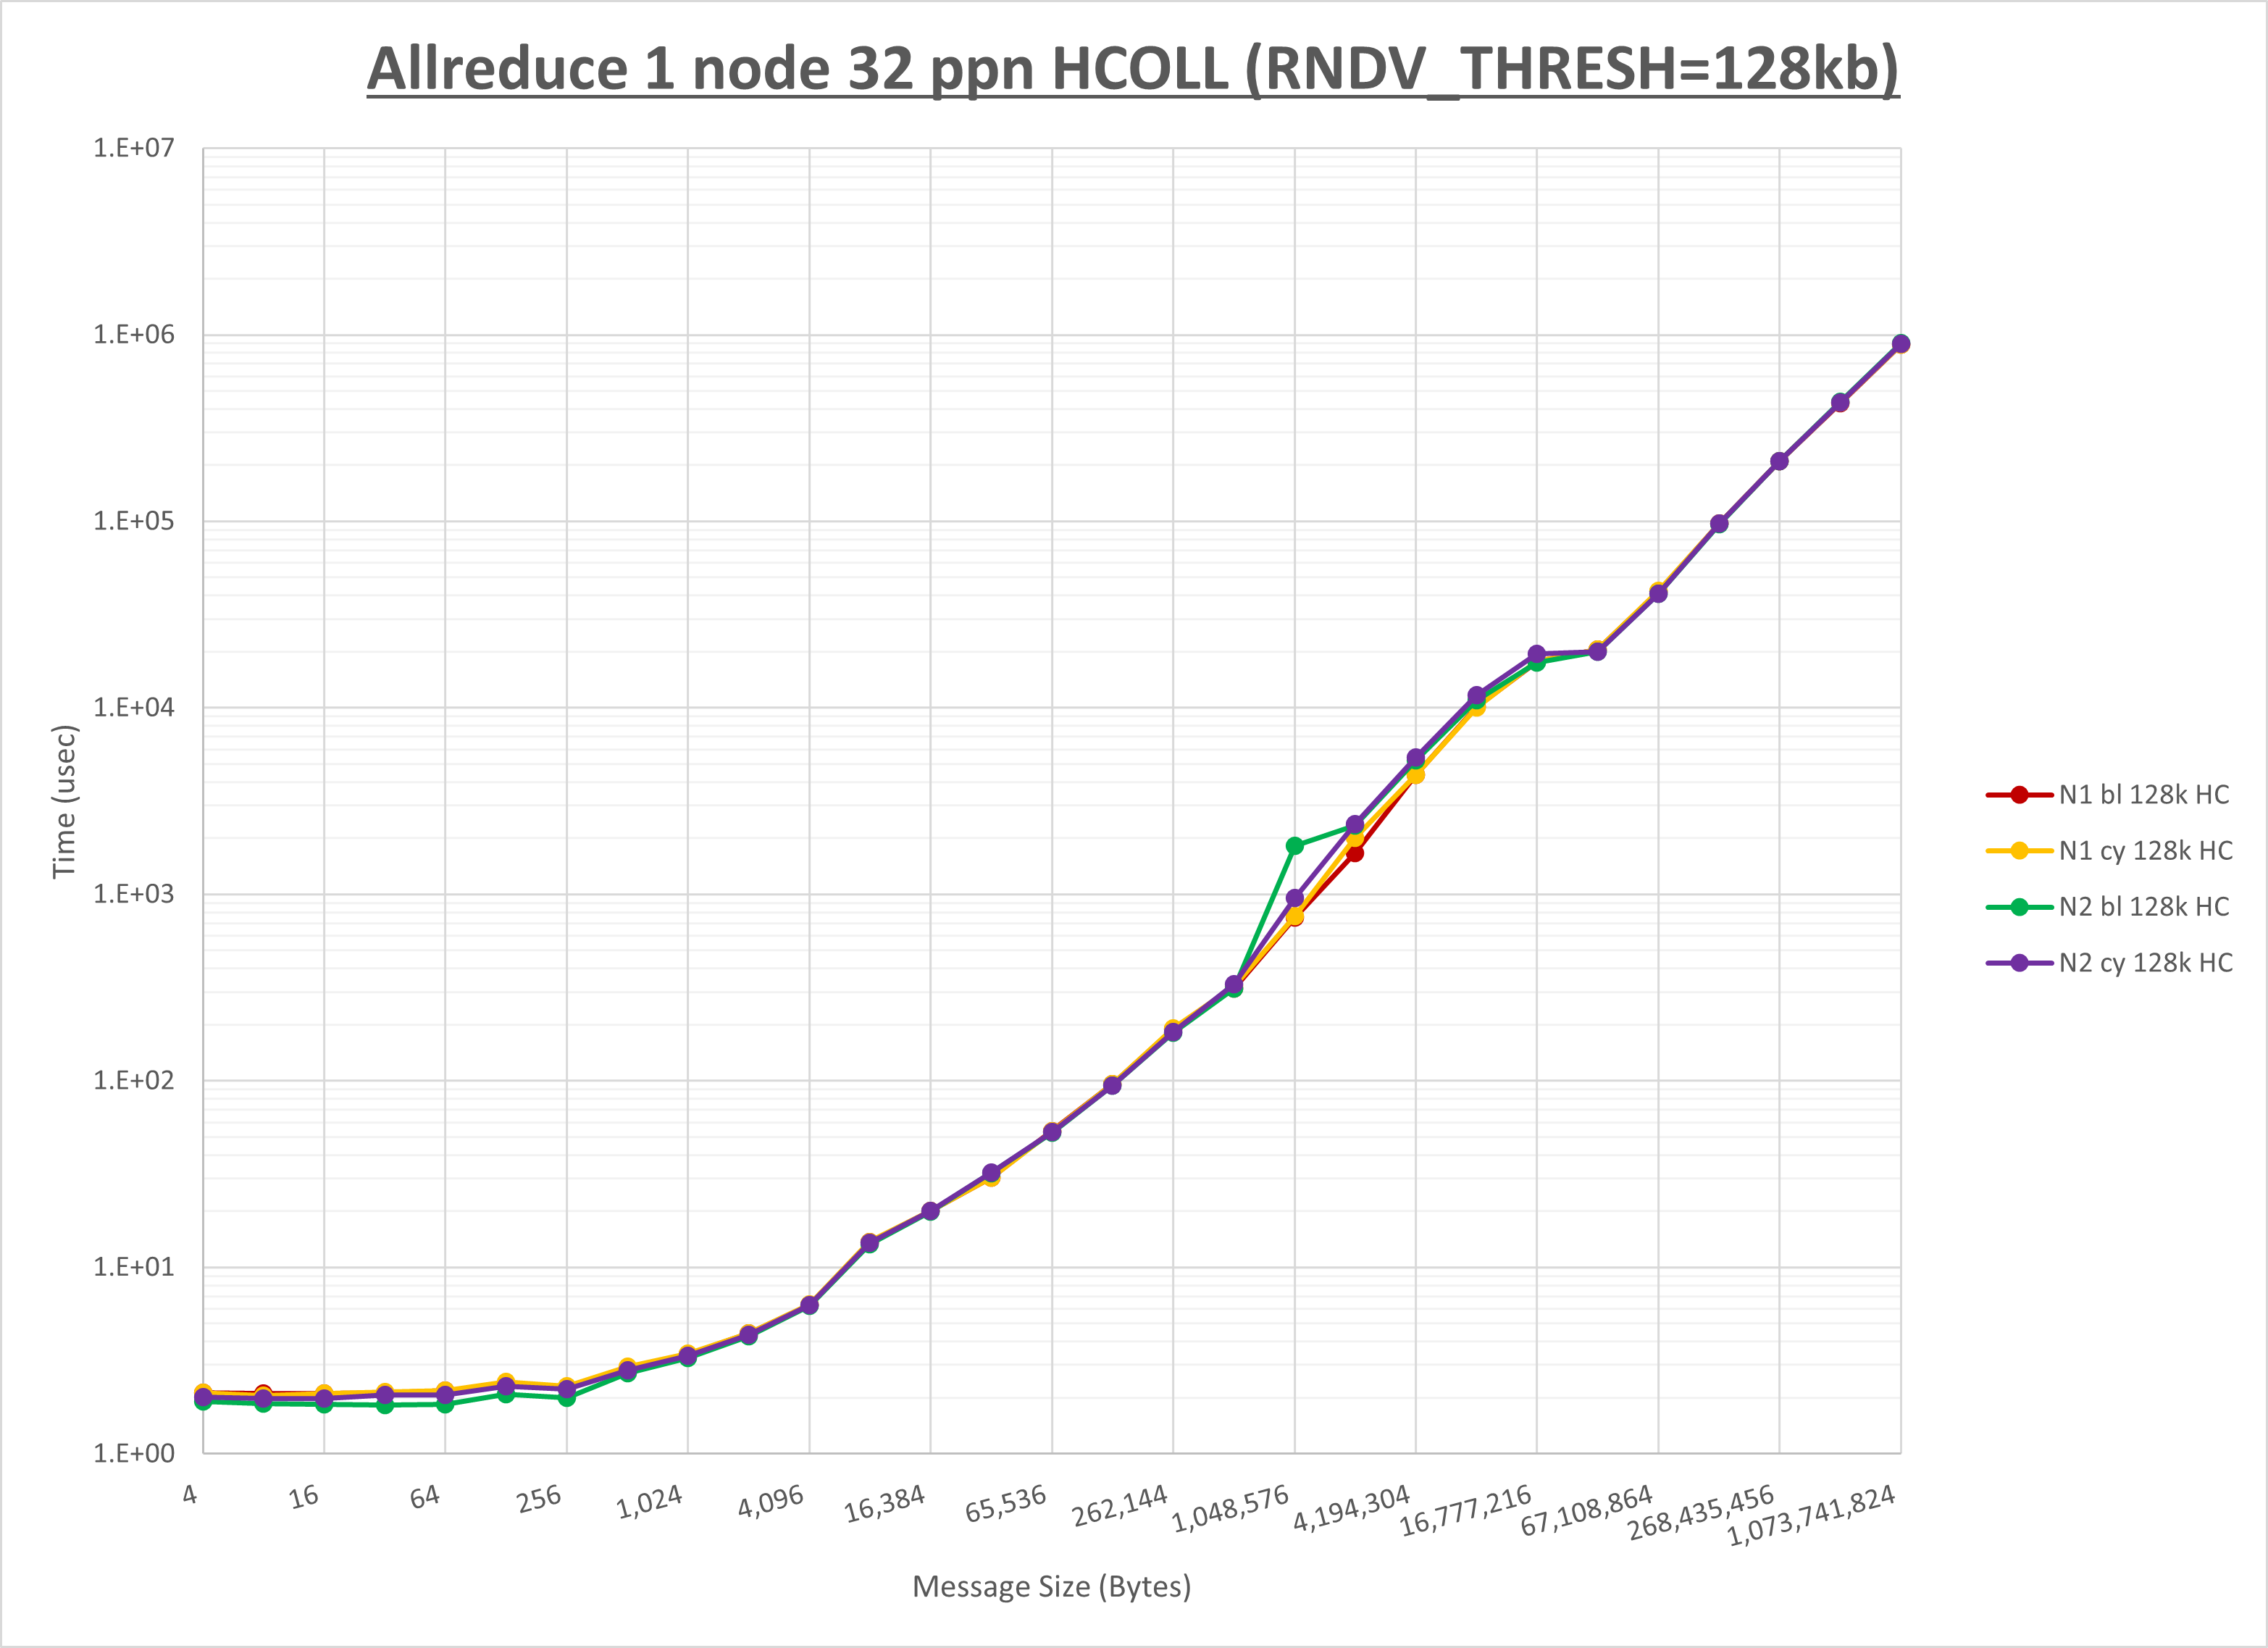 Allreduce 1 node 32 ppn HCOLL (RNDV_THRESH=128kb)
1.E+07
1.E+06
1.E+05
1.E+04
1.E+03
1.E+02
1.E+01
1.E+00
Time (usec)
4
16
64
256
1,024
4,096
16,384
65,536
262,144
1,048,576
4,194,304
16,777,216
67,108,864
268,435,456
1,073,741,824
Message Size (Bytes)
N1 bl 128k HC
N1 cy 128k HC
N2 bl 128k HC
N2 cy 128k HC